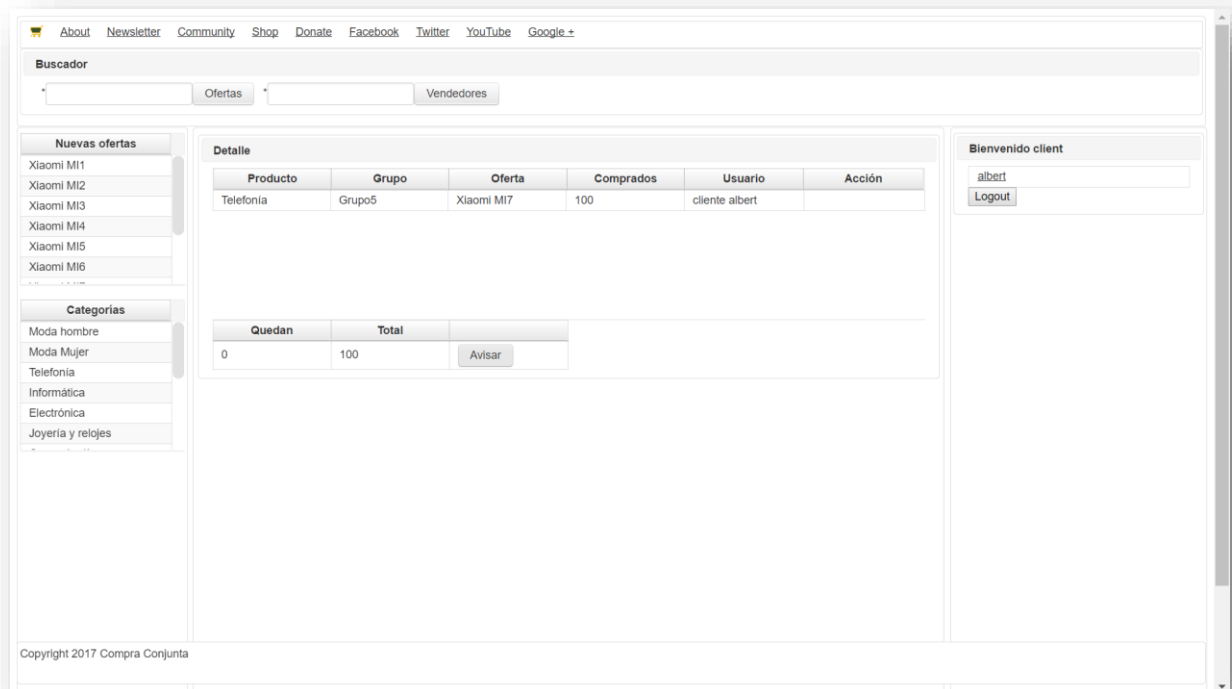 About Newsletter Community Shop Donate Facebook Twitter YouTube Google +
Buscador
* Ofertas * Vendedores
Nuevas ofertas
Xiaomi MI1
Xiaomi MI2
Xiaomi MI3
Xiaomi MI4
Xiaomi MI5
Xiaomi MI6
Categorías
Moda hombre
Moda Mujer
Telefonía
Informática
Electrónica
Joyería y relojes
Detalle
Producto Grupo Oferta Comprados Usuario Acción
Telefonía Grupo5 Xiaomi MI7 100 cliente albert
Quedan Total
0 100 Avisar
Bienvenido client
albert
Logout
Copyright 2017 Compra Conjunta